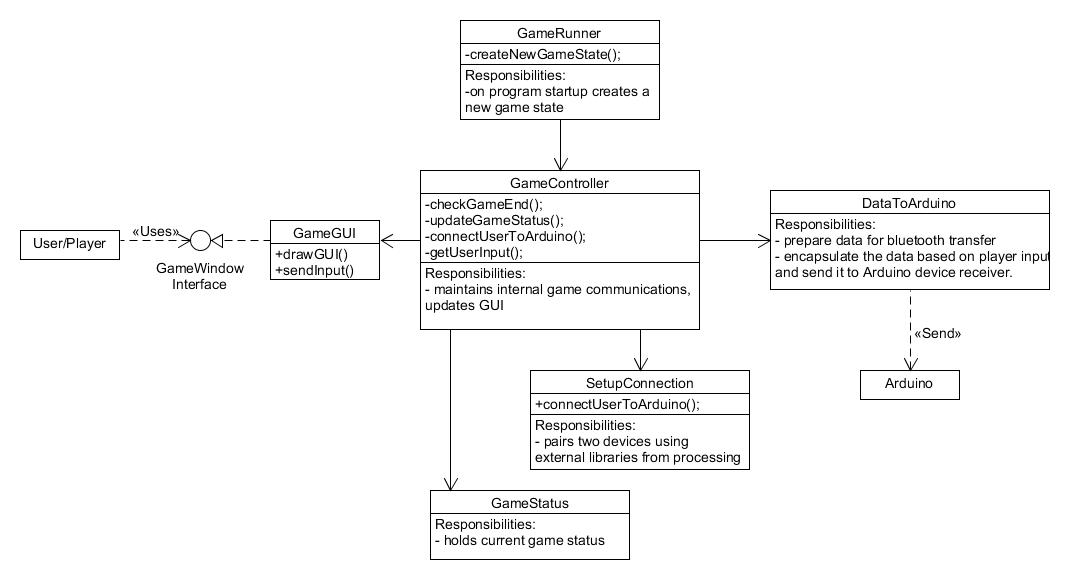 GameRunner
-createNewGameState();
Responsibilities:
-on program startup creates a
new game state
GameController
-checkGameEnd();
-updateGameStatus();
-connectUserToArduino();
-getUserInput();
Responsibilities:
- maintains internal game communications,
updates GUI
DataToArduino
Responsibilities:
- prepare data for bluetooth transfer
- encapsulate the data based on player input
and send it to Arduino device receiver.
User/Player
«Uses»
GameWindow
Interface
GameGUI
+drawGUI()
+sendInput()
«Send»
Arduino
SetupConnection
+connectUserToArduino();
Responsibilities:
- pairs two devices using
external libraries from processing
GameStatus
Responsibilities:
- holds current game status